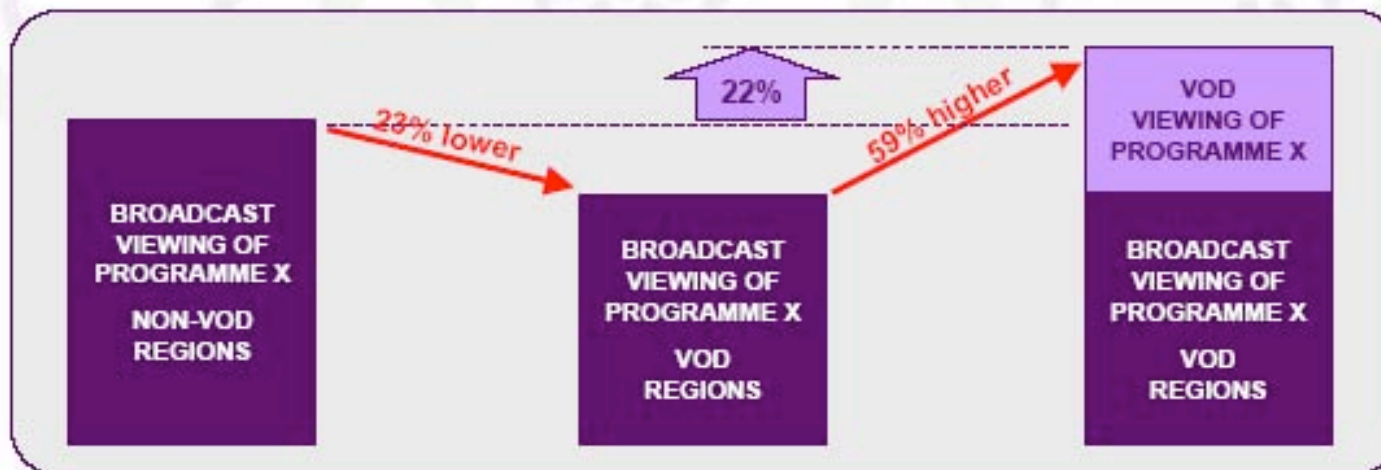 BROADCAST
VIEWING OF
PROGRAMME X
NON-VOD
REGIONS
23% lower
BROADCAST
VIEWING OF
PROGRAMME X
VOD
REGIONS
22%
59% higher
VOD
VIEWING OF
PROGRAMME X
BROADCAST
VIEWING OF
PROGRAMME X
VOD
REGIONS